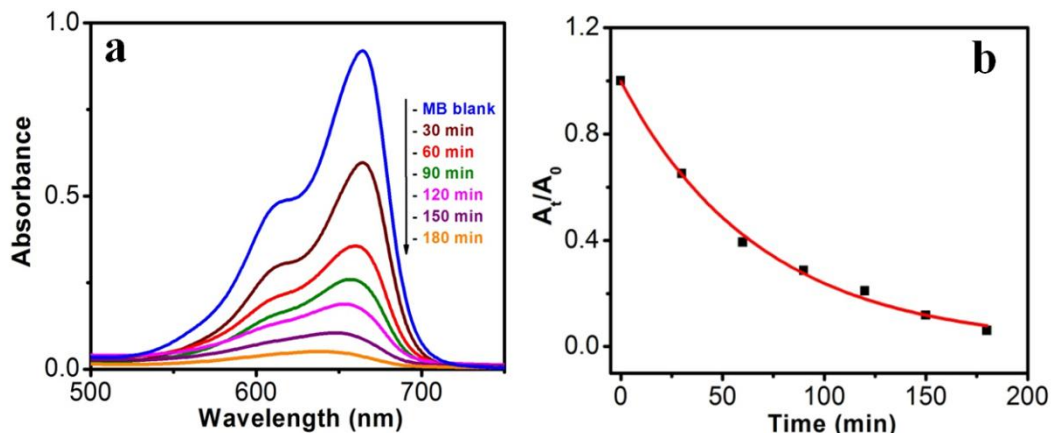 a
1.0
0.5
0.0
500
600
700
Absorbance
Wavelength (nm)
- MB blank
- 30 min
- 60 min
- 90 min
- 120 min
- 150 min
- 180 min
b
1.2
0.8
0.4
0.0
0
50
100
150
200
At/A0
Time (min)